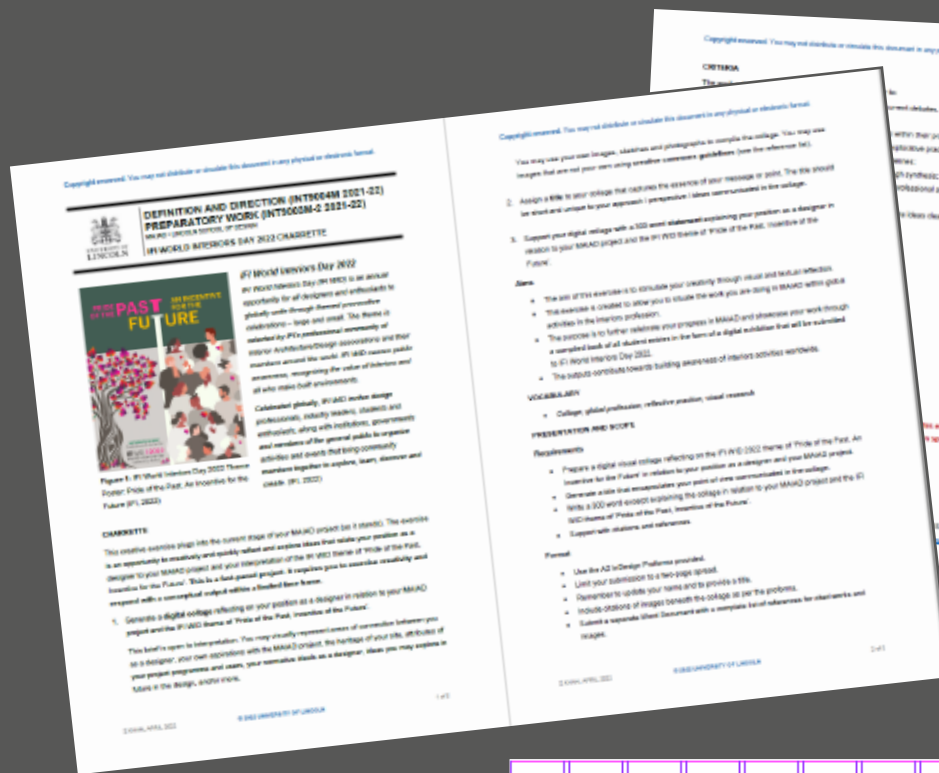 Copyright reserved. You may not distribute or circulate this document in any physical or electronic format.
UNIVERSITY OF
LINCOLN
DEFINITION AND DIRECTION (INT9004M 2021-22)
PREPARATORY WORK (INT9003M-2 2021-22)
LINCOLN SCHOOL OF DESIGN
IFI WORLD INTERIORS DAY 2022 CHARRETTE
PRIDE OF THE PAST
AN INCENTIVE FOR THE
FUTURE
IFI World Interiors Day 2022
IFI World Interiors Day (IFI WID) is an annual
opportunity for all designers and enthusiasts to
globally unite through themed
celebrations – large and small. The theme is
selected by IFI's professional community of
Interior Architecture/Design associations and their
members around the world. IFI WID raises public
awareness, recognising the value of interiors and
all who make built environments.
Celebrated globally, IFI WID invites design
professionals, industry leaders, students and
enthusiasts, along with institutions, governments
and members of the general public to organize
activities and events that bring community
members together to explore, learn, discover and
create. (IFI, 2022)
Figure 1: IFI World Interiors Day 2022 Theme
Poster: Pride of the Past, An Incentive for the
Future (IFI, 2022)
CHARRETTE
This creative exercise plugs into the current stage of your MAIAD project (as it stands). The exercise
is an opportunity to creatively and quickly reflect and explore ideas that relate your position as a
designer to your MAIAD project and your interpretation of the IFI WID theme of 'Pride of the Past,
Incentive for the Future'. This is a fast-paced project. It requires you to exercise creativity and
respond with a conceptual output within a limited time frame.
1. Generate a digital collage reflecting on your position as a designer in relation to your MAIAD
project and the IFI WID theme of 'Pride of the Past, Incentive of the Future'.
This brief is open to interpretation. You may visually represent areas of connection between you
as a designer, your own aspirations with the MAIAD project, the heritage of your site, attributes of
your project programme and users, your normative ideals as a designer, ideas you may explore in
future in the design, and/or more.
APRIL, 2022
© 2022 UNIVERSITY OF LINCOLN
Copyright reserved. You may not distribute or circulate this document in any physical or electronic format.
You may use your own images, sketches and photographs to compile the collage. You may use
images that are not your own using creative commons guidelines (see the reference list).
2. Assign a title to your collage that captures the essence of your message or point. The title should
be short and unique to your approach / perspective / ideas communicated in the collage.
3. Support your digital collage with a 300 word statement explaining your position as a designer in
relation to your MAIAD project and the IFI WID theme of 'Pride of the Past, Incentive of the
Future'.
Aims
• The aim of this exercise is to stimulate your creativity through visual and textual reflection.
• This exercise is created to allow you to situate the work you are doing in MAIAD within global
activities in the interiors profession.
• The purpose is to further celebrate your progress in MAIAD and showcase your work through
a compiled book of all student entries in the form of a digital exhibition that will be submitted
to IFI World Interiors Day 2022.
• The outputs contribute towards building awareness of interiors activities worldwide.
VOCABULARY
• Collage, global profession, reflective position, visual research
PRESENTATION AND SCOPE
Requirements
• Prepare a digital visual collage reflecting on the IFI WID 2022 theme of 'Pride of the Past, An
Incentive for the Future' in relation to your position as a designer and your MAIAD project.
• Generate a title that encapsulates your point of view communicated in the collage.
• Write a 300 word excerpt explaining the collage in relation to your MAIAD project and the IFI
WID theme of 'Pride of the Past, Incentive of the Future'.
• Support with citations and references.
Format
• Use the A3 InDesign Proforma provided.
• Limit your submission to a two-page spread.
• Remember to update your name and to provide a title.
• Include citations of images beneath the collage as per the proforma.
• Submit a separate Word Document with a complete list of references for cited works and
images.
APRIL, 2022
© 2022 UNIVERSITY OF LINCOLN
Copyright reserved. You may not distribute or circulate this document in any
CRITERIA